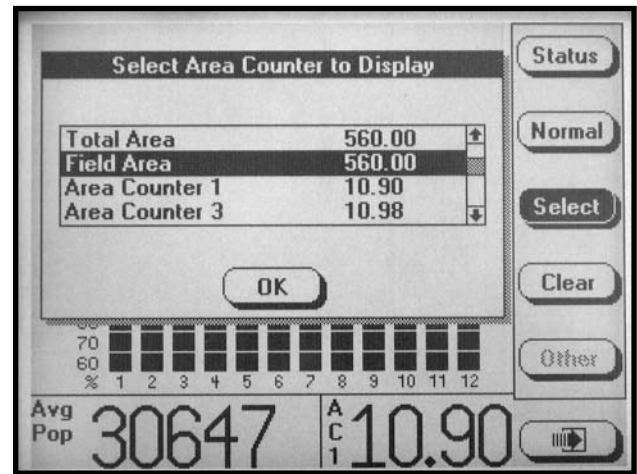 Select Area Counter to Display
Total Area 560.00
Field Area 560.00
Area Counter 1 10.90
Area Counter 3 10.98
OK
70
60
% 1 2 3 4 5 6 7 8 9 10 11 12
Avg Pop 30647
AC1 10.90
Status
Normal
Select
Clear
Other